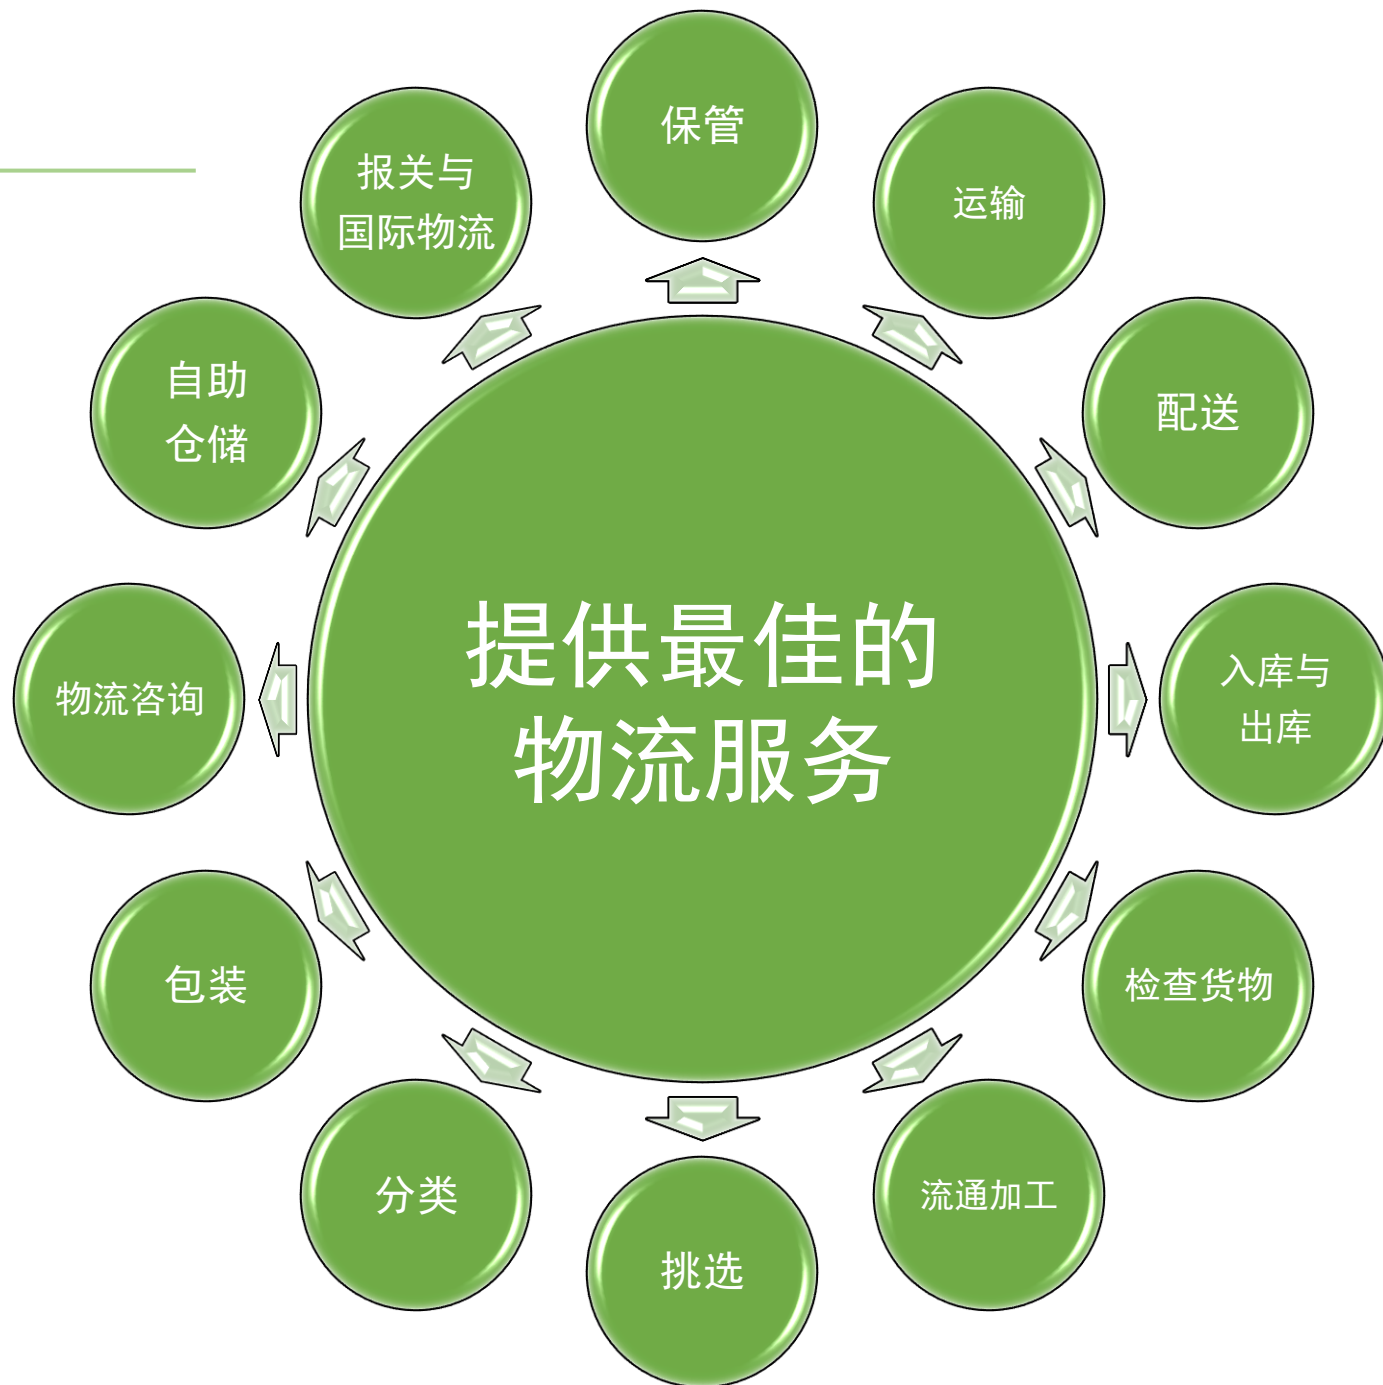 保管
运输
配送
入库与
出库
检查货物
流通加工
挑选
分类
包装
物流咨询
自助
仓储
报关与
国际物流
提供最佳的
物流服务